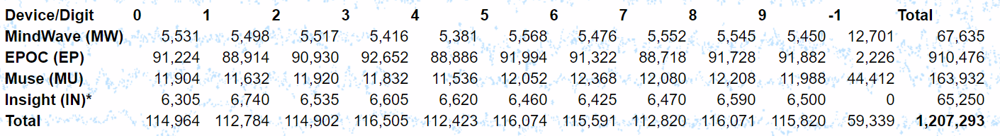 Device/Digit 0 1 2 3 4 5 6 7 8 9 -1 Total
MindWave (MW) 5,531 5,498 5,517 5,416 5,381 5,568 5,476 5,552 5,545 5,450 12,701 67,635
EPOC (EP) 91,224 88,914 90,930 92,652 88,886 91,994 91,322 88,718 91,728 91,882 2,226 910,476
Muse (MU) 11,904 11,632 11,920 11,832 11,536 12,052 12,368 12,080 12,208 11,988 44,412 163,932
Insight (IN)* 6,305 6,740 6,535 6,605 6,620 6,460 6,425 6,470 6,590 6,500 0 65,250
Total 114,964 112,784 114,902 116,505 112,423 116,074 115,591 112,820 116,071 115,820 59,339 1,207,293